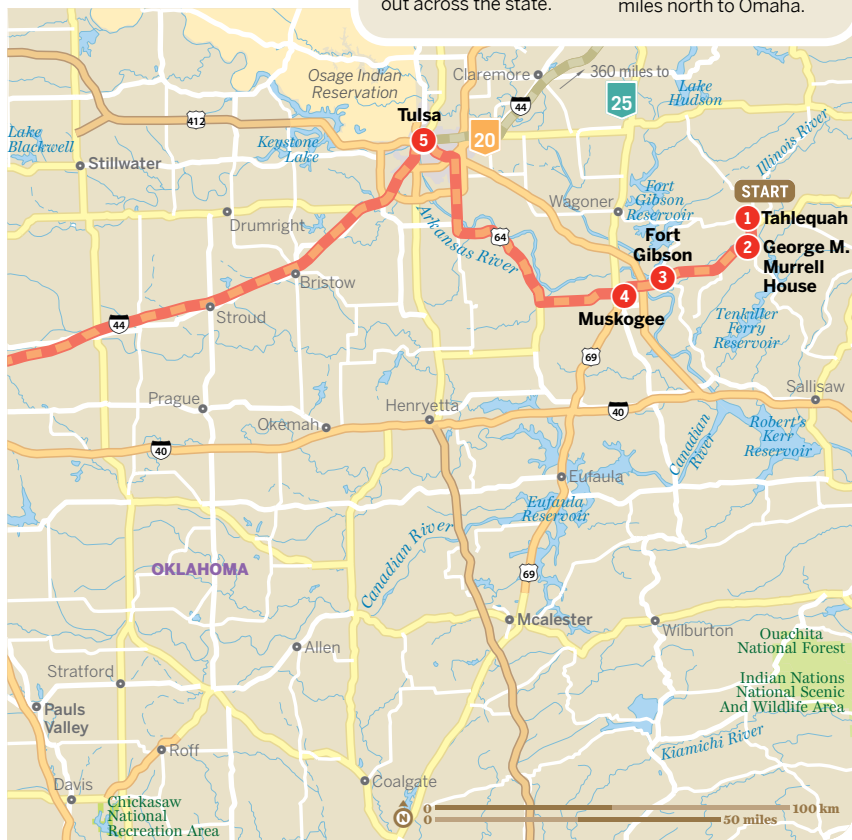 out across the state.
miles north to Omaha.
Osage Indian
Reservation
Claremore
360 miles to
Lake
Hudson
44
25
412
Tulsa
5
20
Lake
Blackwell
Keystone
Lake
Illinois River
Stillwater
START
Wagoner
Fort
Gibson
Reservoir
1
Tahlequah
Drumright
Arkansas River
64
Fort
Gibson
2
George M.
Murrell
House
3
Bristow
4
Muskogee
Stroud
44
Tenkiller
Ferry
Reservoir
69
Sallisaw
Prague
Henryetta
40
Okemah
Canadian
River
Robert's
Kerr
Reservoir
40
Eufaula
Eufaula
Reservoir
Canadian River
OKLAHOMA
69
Mcalester
Wilburton
Ouachita
National Forest
Allen
Stratford
Indian Nations
National Scenic
And Wildlife Area
Pauls
Valley
Kiamichi River
Roff
Davis
Coalgate
Chickasaw
National
Recreation Area
N
0
100 km
0
50 miles